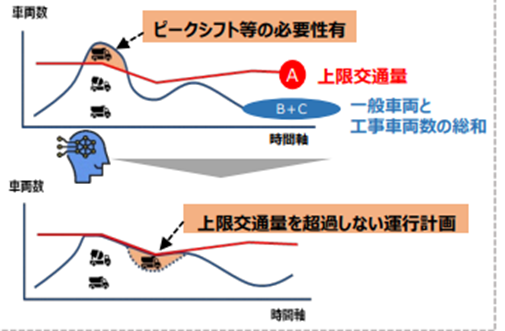 車両数
ピークシフト等の必要性有
A 上限交通量
B+C 一般車両と
工事車両数の総和
時間軸
車両数
上限交通量を超過しない運行計画
時間軸